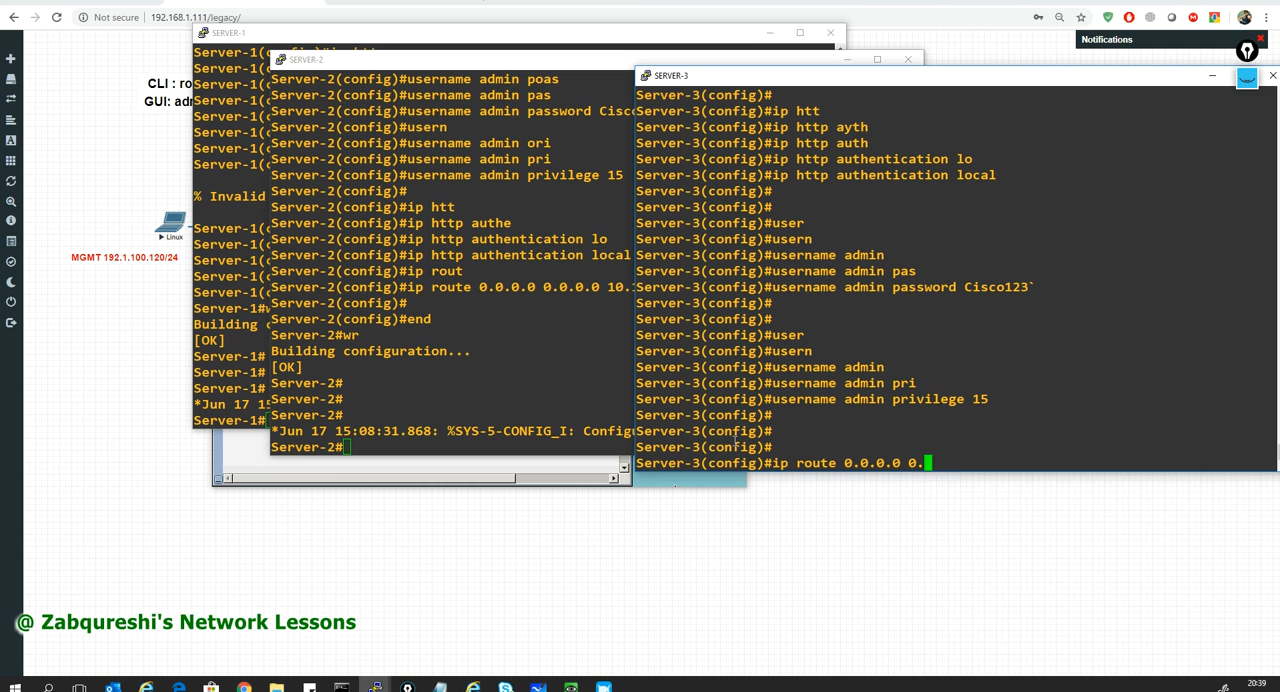 Not secure
192.168.1.111/legacy/
Notifications
CLI : ro
GUI: adr
Linux
MGMT 192.1.100.120/24
SERVER-1
Server-1(config)#ip htt
Server-1(c
Server-1(c
Server-1(c
Server-1(c
Server-1(c
Server-1(c
Server-1(c
% Invalid
Server-1(c
Server-1(c
Server-1(c
Server-1(c
Server-1(c
Server-1#w
Building c
[OK]
Server-1#
Server-1#
Server-1#
*Jun 17 15
Server-1#
SERVER-2
Server-2(config)#username admin poas
Server-2(config)#username admin pas
Server-2(config)#username admin password Cisc
Server-2(config)#usern
Server-2(config)#username admin ori
Server-2(config)#username admin pri
Server-2(config)#username admin privilege 15
Server-2(config)#
Server-2(config)#ip htt
Server-2(config)#ip http authe
Server-2(config)#ip http authentication lo
Server-2(config)#ip http authentication local
Server-2(config)#ip rout
Server-2(config)#ip route 0.0.0.0 0.0.0.0 10.1
Server-2(config)#
Server-2(config)#end
Server-2#wr
Building configuration...
[OK]
Server-2#
Server-2#
Server-2#
*Jun 17 15:08:31.868: %SYS-5-CONFIG_I: Configu
Server-2#
SERVER-3
Server-3(config)#
Server-3(config)#ip htt
Server-3(config)#ip http ayth
Server-3(config)#ip http auth
Server-3(config)#ip http authentication lo
Server-3(config)#ip http authentication local
Server-3(config)#
Server-3(config)#
Server-3(config)#user
Server-3(config)#usern
Server-3(config)#username admin
Server-3(config)#username admin pas
Server-3(config)#username admin password Cisco123`
Server-3(config)#
Server-3(config)#
Server-3(config)#user
Server-3(config)#usern
Server-3(config)#username admin
Server-3(config)#username admin pri
Server-3(config)#username admin privilege 15
Server-3(config)#
Server-3(config)#
Server-3(config)#
Server-3(config)#ip route 0.0.0.0 0.
@ Zabqureshi's Network Lessons
20:39